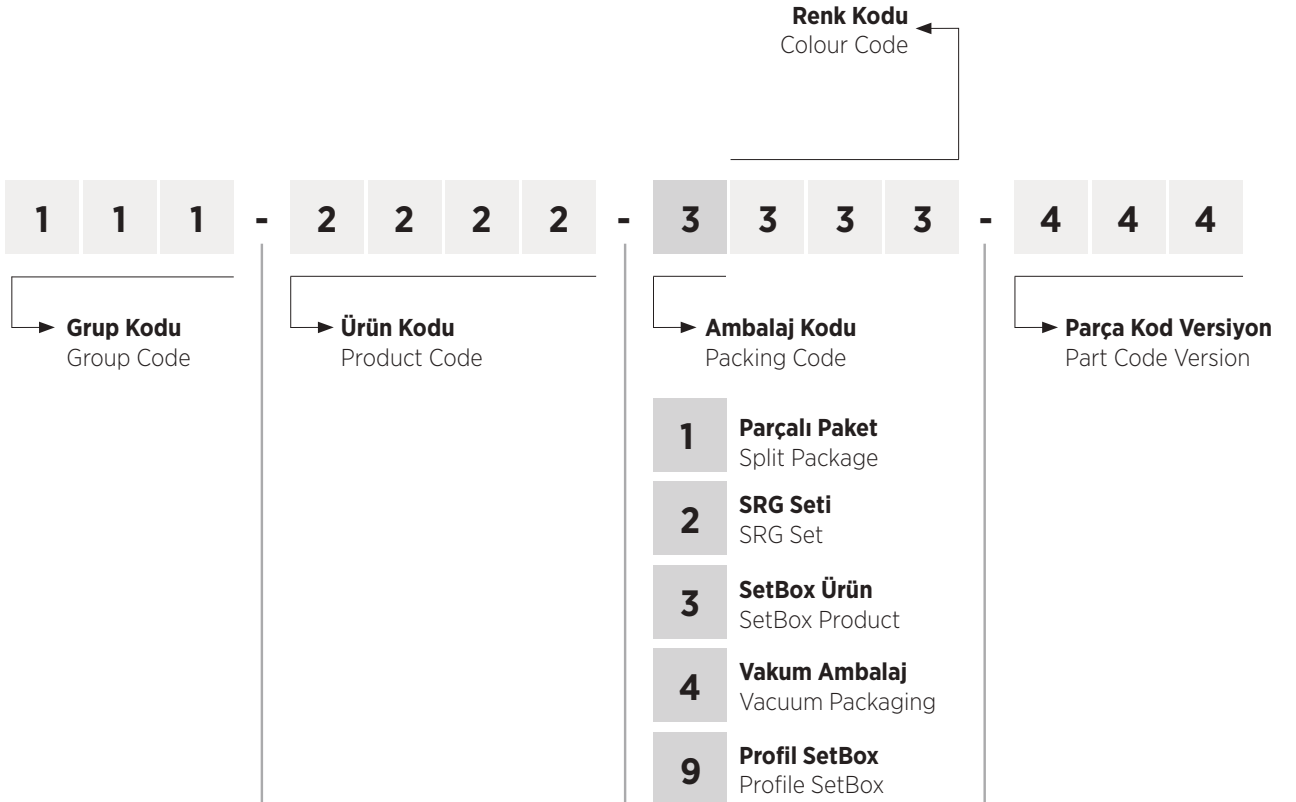 Renk Kodu
Colour Code
1 1 1 - 2 2 2 2 - 3 3 3 3 - 4 4 4
Grup Kodu
Group Code
Ürün Kodu
Product Code
Ambalaj Kodu
Packing Code
Parça Kod Versiyon
Part Code Version
1
Parçalı Paket
Split Package
2
SRG Seti
SRG Set
3
SetBox Ürün
SetBox Product
4
Vakum Ambalaj
Vacuum Packaging
9
Profil SetBox
Profile SetBox